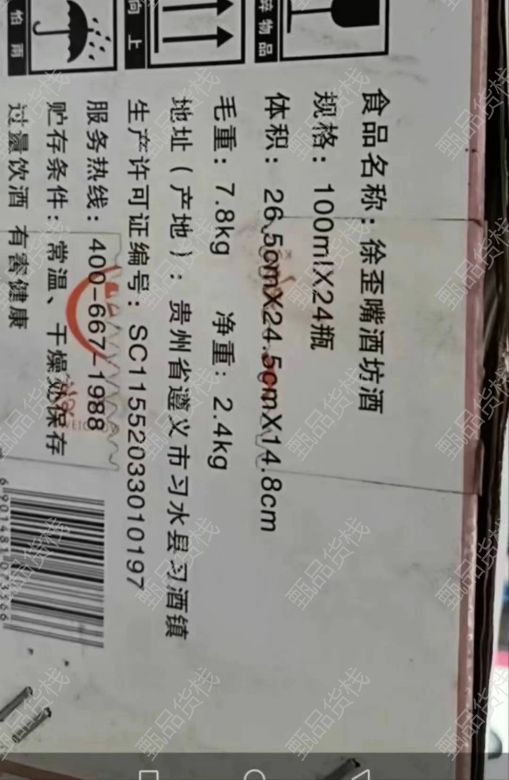 食品名称：徐歪嘴酒坊酒
规格：100mlX24瓶
体积：26.5cmX24.5cmX14.8cm
毛重：7.8kg 净重：2.4kg
地址（产地）：贵州省遵义市习水县习酒镇
生产许可证编号：SC11552033010197
服务热线：400-667-1988
贮存条件：常温、干燥处保存
过量饮酒 有害健康
怕雨
向上
碎物品
6901481073566
甄品货栈